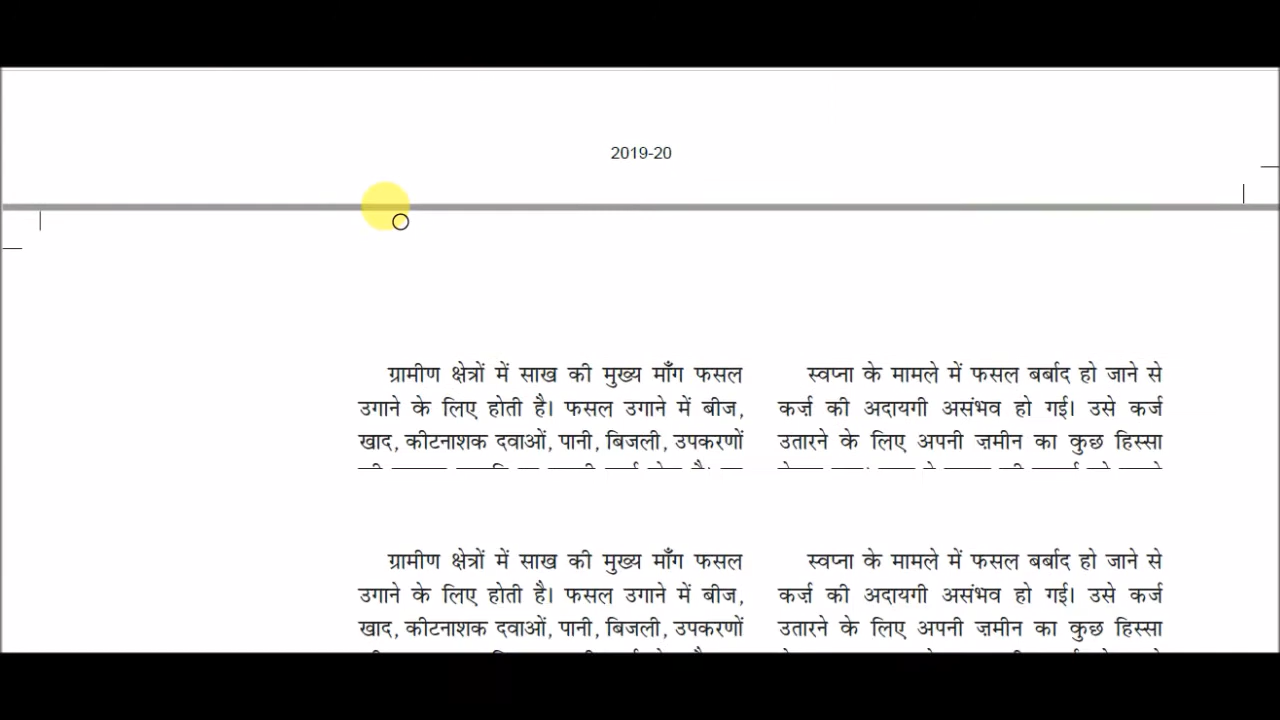 2019-20
ग्रामीण क्षेत्रों में साख की मुख्य माँग फसल
उगाने के लिए होती है। फसल उगाने में बीज,
खाद, कीटनाशक दवाओं, पानी, बिजली, उपकरणों
स्वप्ना के मामले में फसल बर्बाद हो जाने से
कर्ज़ की अदायगी असंभव हो गई। उसे कर्ज
उतारने के लिए अपनी ज़मीन का कुछ हिस्सा
ग्रामीण क्षेत्रों में साख की मुख्य माँग फसल
उगाने के लिए होती है। फसल उगाने में बीज,
खाद, कीटनाशक दवाओं, पानी, बिजली, उपकरणों
स्वप्ना के मामले में फसल बर्बाद हो जाने से
कर्ज़ की अदायगी असंभव हो गई। उसे कर्ज
उतारने के लिए अपनी ज़मीन का कुछ हिस्सा